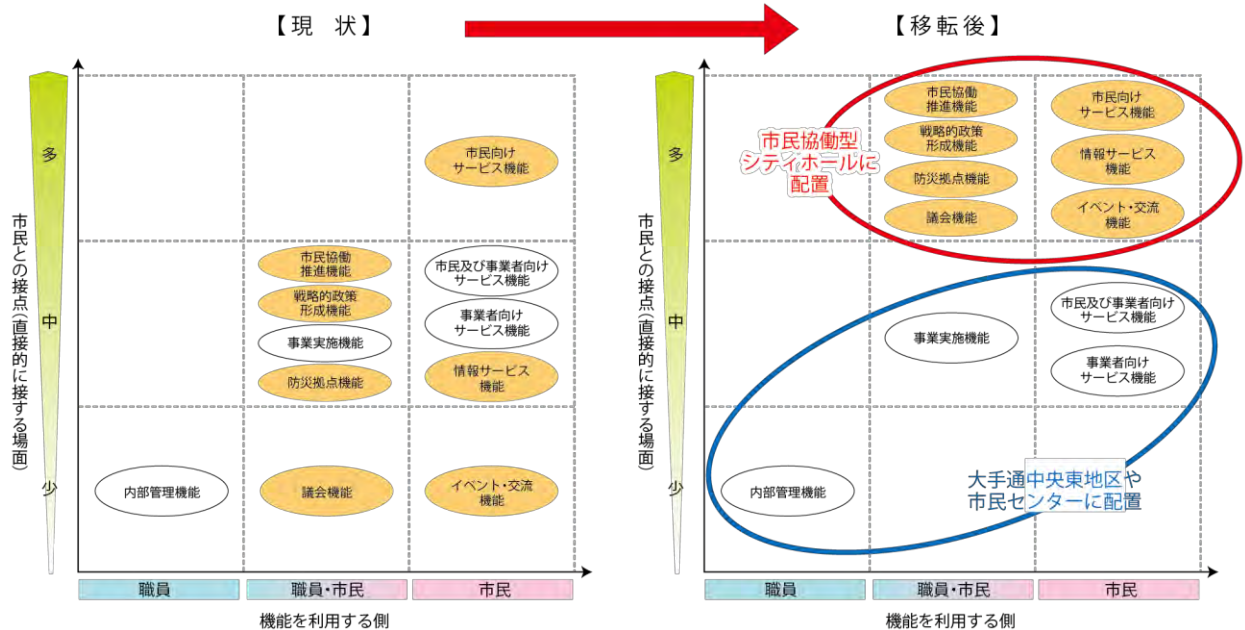 【現　状】
多
中
少
市民との接点(直接的に接する場面)
市民向け
サービス機能
市民協働
推進機能
戦略的政策
形成機能
事業実施機能
防災拠点機能
市民及び事業者向け
サービス機能
事業者向け
サービス機能
情報サービス
機能
内部管理機能
議会機能
イベント・交流
機能
職員
職員・市民
市民
機能を利用する側
【移転後】
多
中
少
市民との接点(直接的に接する場面)
市民協働型
シティホールに
配置
市民協働
推進機能
戦略的政策
形成機能
防災拠点機能
議会機能
市民向け
サービス機能
情報サービス
機能
イベント・交流
機能
事業実施機能
市民及び事業者向け
サービス機能
事業者向け
サービス機能
内部管理機能
大手通中央東地区や
市民センターに配置
職員
職員・市民
市民
機能を利用する側